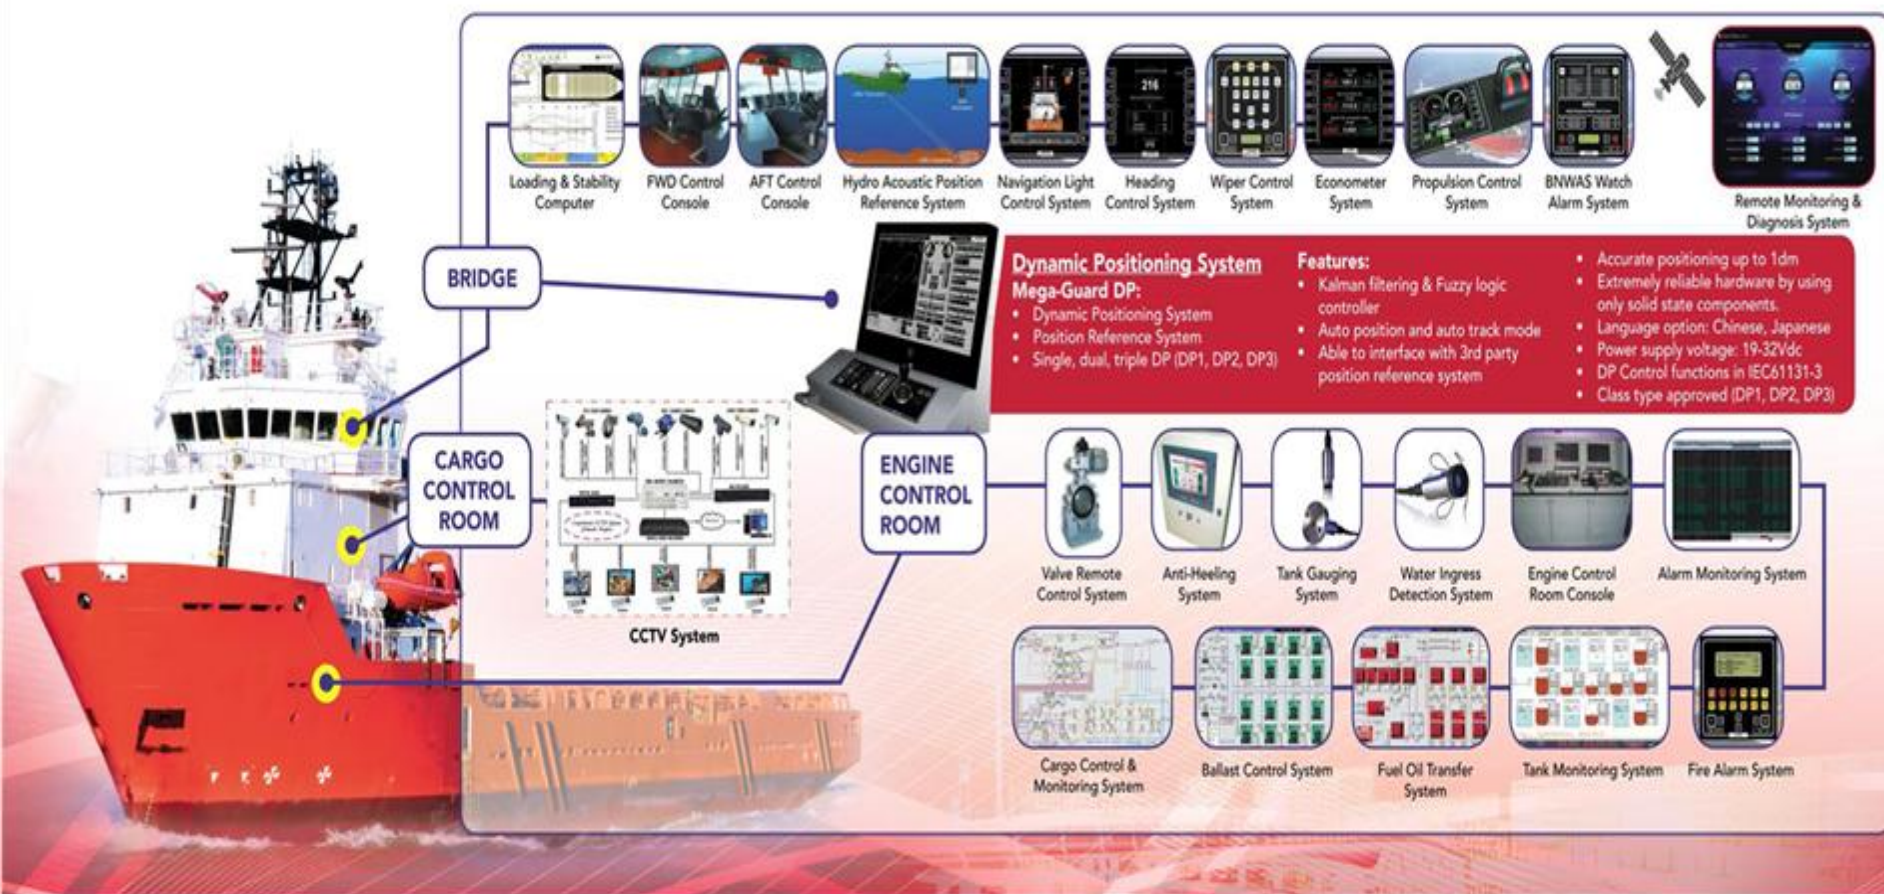 216
Loading & Stability
Computer
FWD Control
Console
AFT Control
Console
Hydro Acoustic Position
Reference System
Navigation Light
Control System
Heading
Control System
Wiper Control
System
Econometer
System
Propulsion Control
System
BNWAS Watch
Alarm System
Remote Monitoring &
Diagnosis System
BRIDGE
Dynamic Positioning System
Mega-Guard DP:
• Dynamic Positioning System
• Position Reference System
• Single, dual, triple DP (DP1, DP2, DP3)
Features:
• Kalman filtering & Fuzzy logic
controller
• Auto position and auto track mode
• Able to interface with 3rd party
position reference system
• Accurate positioning up to 1dm
• Extremely reliable hardware by using
only solid state components.
• Language option: Chinese, Japanese
• Power supply voltage: 19-32Vdc
• DP Control functions in IEC61131-3
• Class type approved (DP1, DP2, DP3)
CARGO
CONTROL
ROOM
CCTV System
ENGINE
CONTROL
ROOM
Valve Remote
Control System
Anti-Heeling
System
Tank Gauging
System
Water Ingress
Detection System
Engine Control
Room Console
Alarm Monitoring System
Cargo Control &
Monitoring System
Ballast Control System
Fuel Oil Transfer
System
Tank Monitoring System
Fire Alarm System